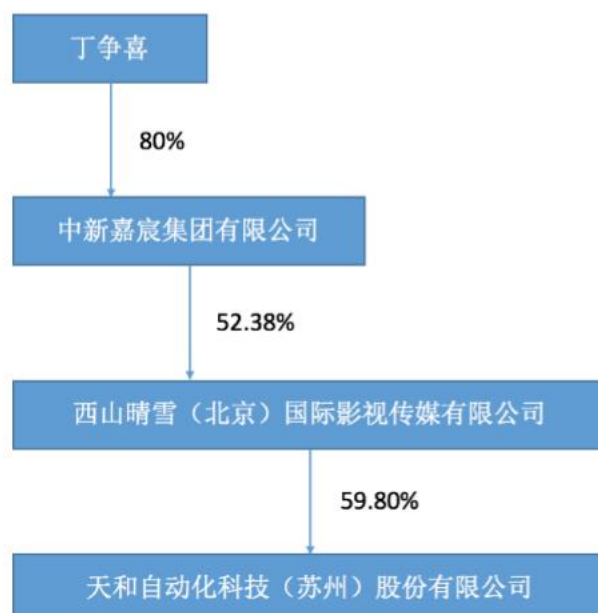 丁争喜
80%
中新嘉宸集团有限公司
52.38%
西山晴雪（北京）国际影视传媒有限公司
59.80%
天和自动化科技（苏州）股份有限公司